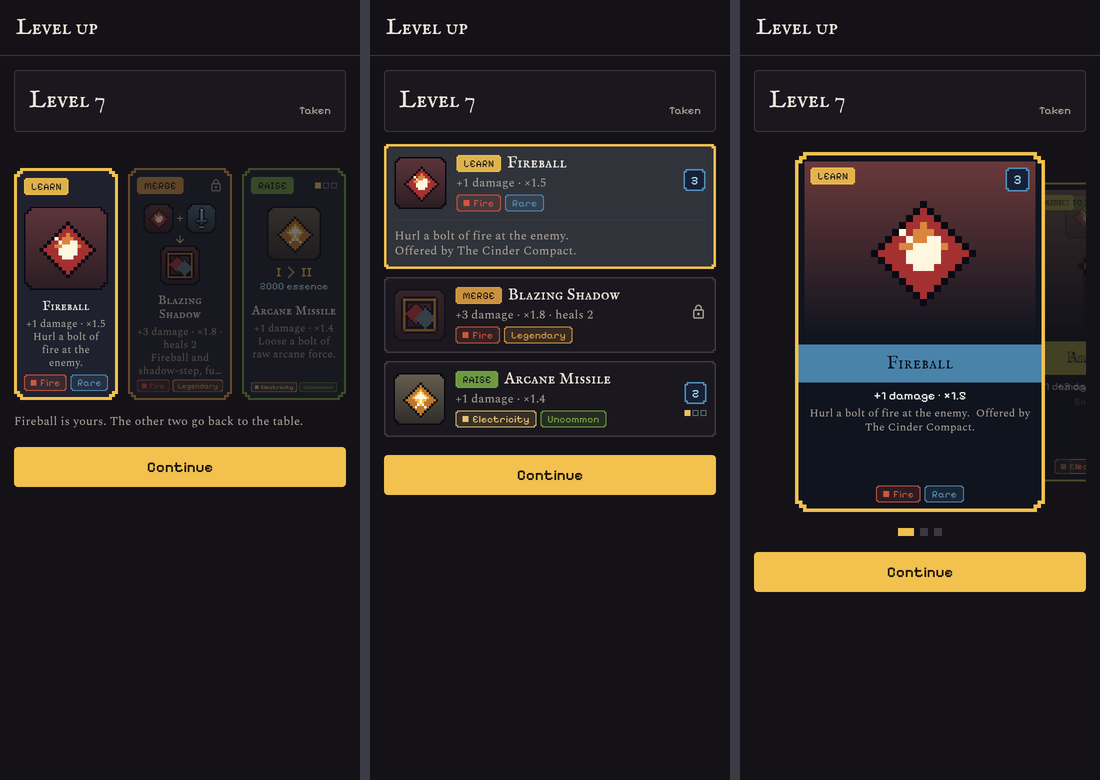 Level up
Level 7
Taken
LEARN
MERGE
RAISE
+
I > II
2000 essence
Fireball
+1 damage · ×1.5
Hurl a bolt of
fire at the
enemy.
Fire
Rare
Blazing
Shadow
+3 damage · ×1.8 ·
heals 2
Fireball and
shadow-step, fu...
Fire
Legendary
Arcane Missile
+1 damage · ×1.4
Loose a bolt of
raw arcane force.
Electricity
Uncommon
Fireball is yours. The other two go back to the table.
Continue
Level up
Level 7
Taken
LEARN Fireball
+1 damage · ×1.5
3
Fire Rare
Hurl a bolt of fire at the enemy.
Offered by The Cinder Compact.
MERGE Blazing Shadow
+3 damage · ×1.8 · heals 2
Fire Legendary
RAISE Arcane Missile
+1 damage · ×1.4
2
Electricity Uncommon
Continue
Level up
Level 7
Taken
LEARN
3
Fireball
+1 damage · ×1.5
Hurl a bolt of fire at the enemy. Offered by
The Cinder Compact.
Fire Rare
Continue